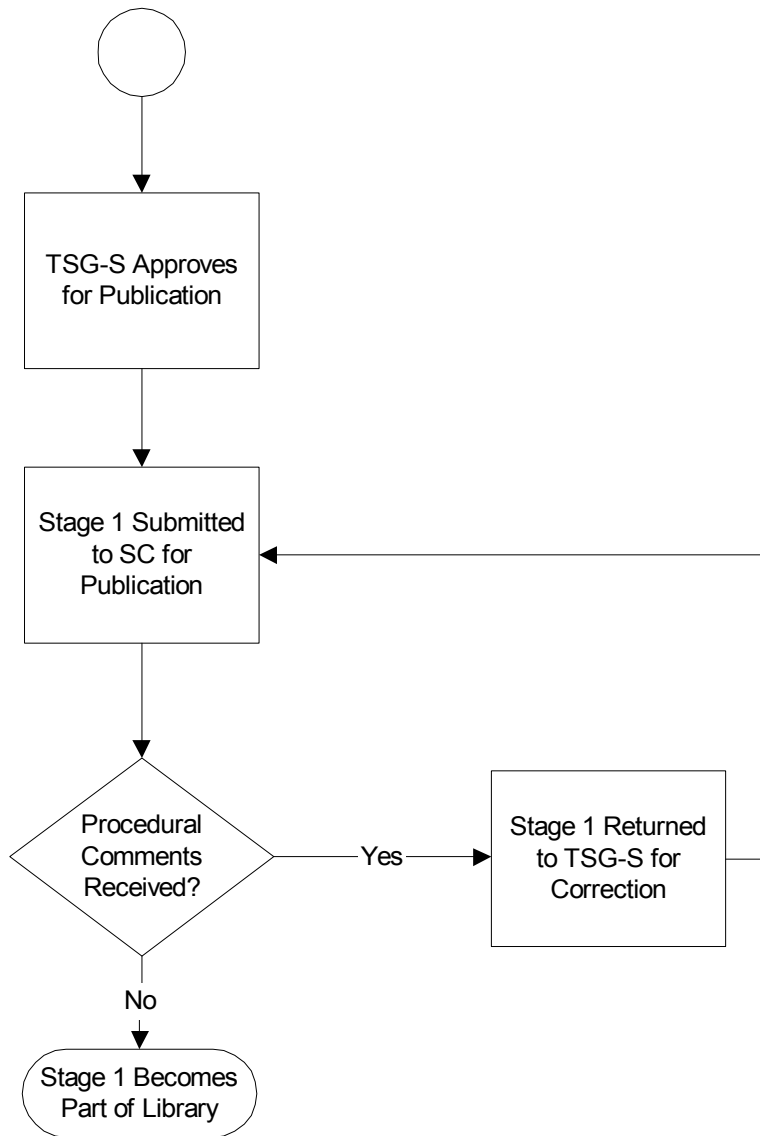 TSG-S Approves
for Publication
Stage 1 Submitted
to SC for
Publication
Procedural
Comments
Received?
Yes
Stage 1 Returned
to TSG-S for
Correction
No
Stage 1 Becomes
Part of Library